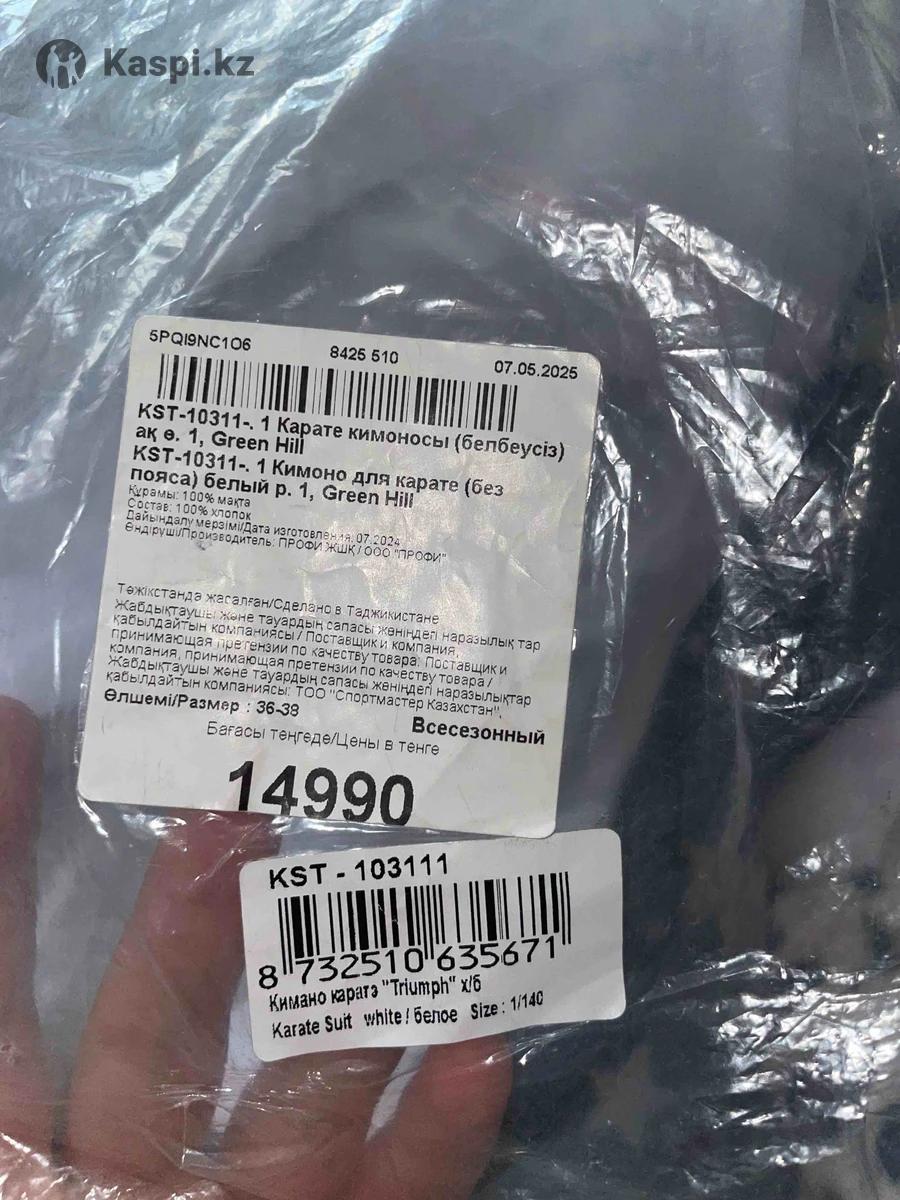 Kaspi.kz
5PQI9NC1O6 8425 510 07.05.2025
KST-10311-. 1 Карате кимоносы (белбеусіз)
ақ ө. 1, Green Hill
KST-10311-. 1 Кимоно для карате (без
пояса) белый р. 1, Green Hill
Құрамы: 100% мақта
Состав: 100% хлопок
Дайындалу мерзімі/Дата изготовления: 07.2024
Өндіруші/Производитель: ПРОФИ ЖШҚ / ООО "ПРОФИ"
Тәжікстанда жасалған/Сделано в Таджикистане
Жабдықтаушы және тауардың сапасы жөніндегі наразылық тар
қабылдайтын компаниясы / Поставщик и компания,
принимающая претензии по качеству товара: Поставщик и
компания, принимающая претензии по качеству товара /
Жабдықтаушы және тауардың сапасы жөніндегі наразылықтар
қабылдайтын компаниясы: ТОО "Спортмастер Казахстан",
Өлшемі/Размер : 36-38
Всесезонный
Бағасы теңгеде/Цены в тенге
14990
KST - 103111
8 732510 635671
Кимано каратэ "Triumph" х/б
Karate Suit white / белое Size : 1/140